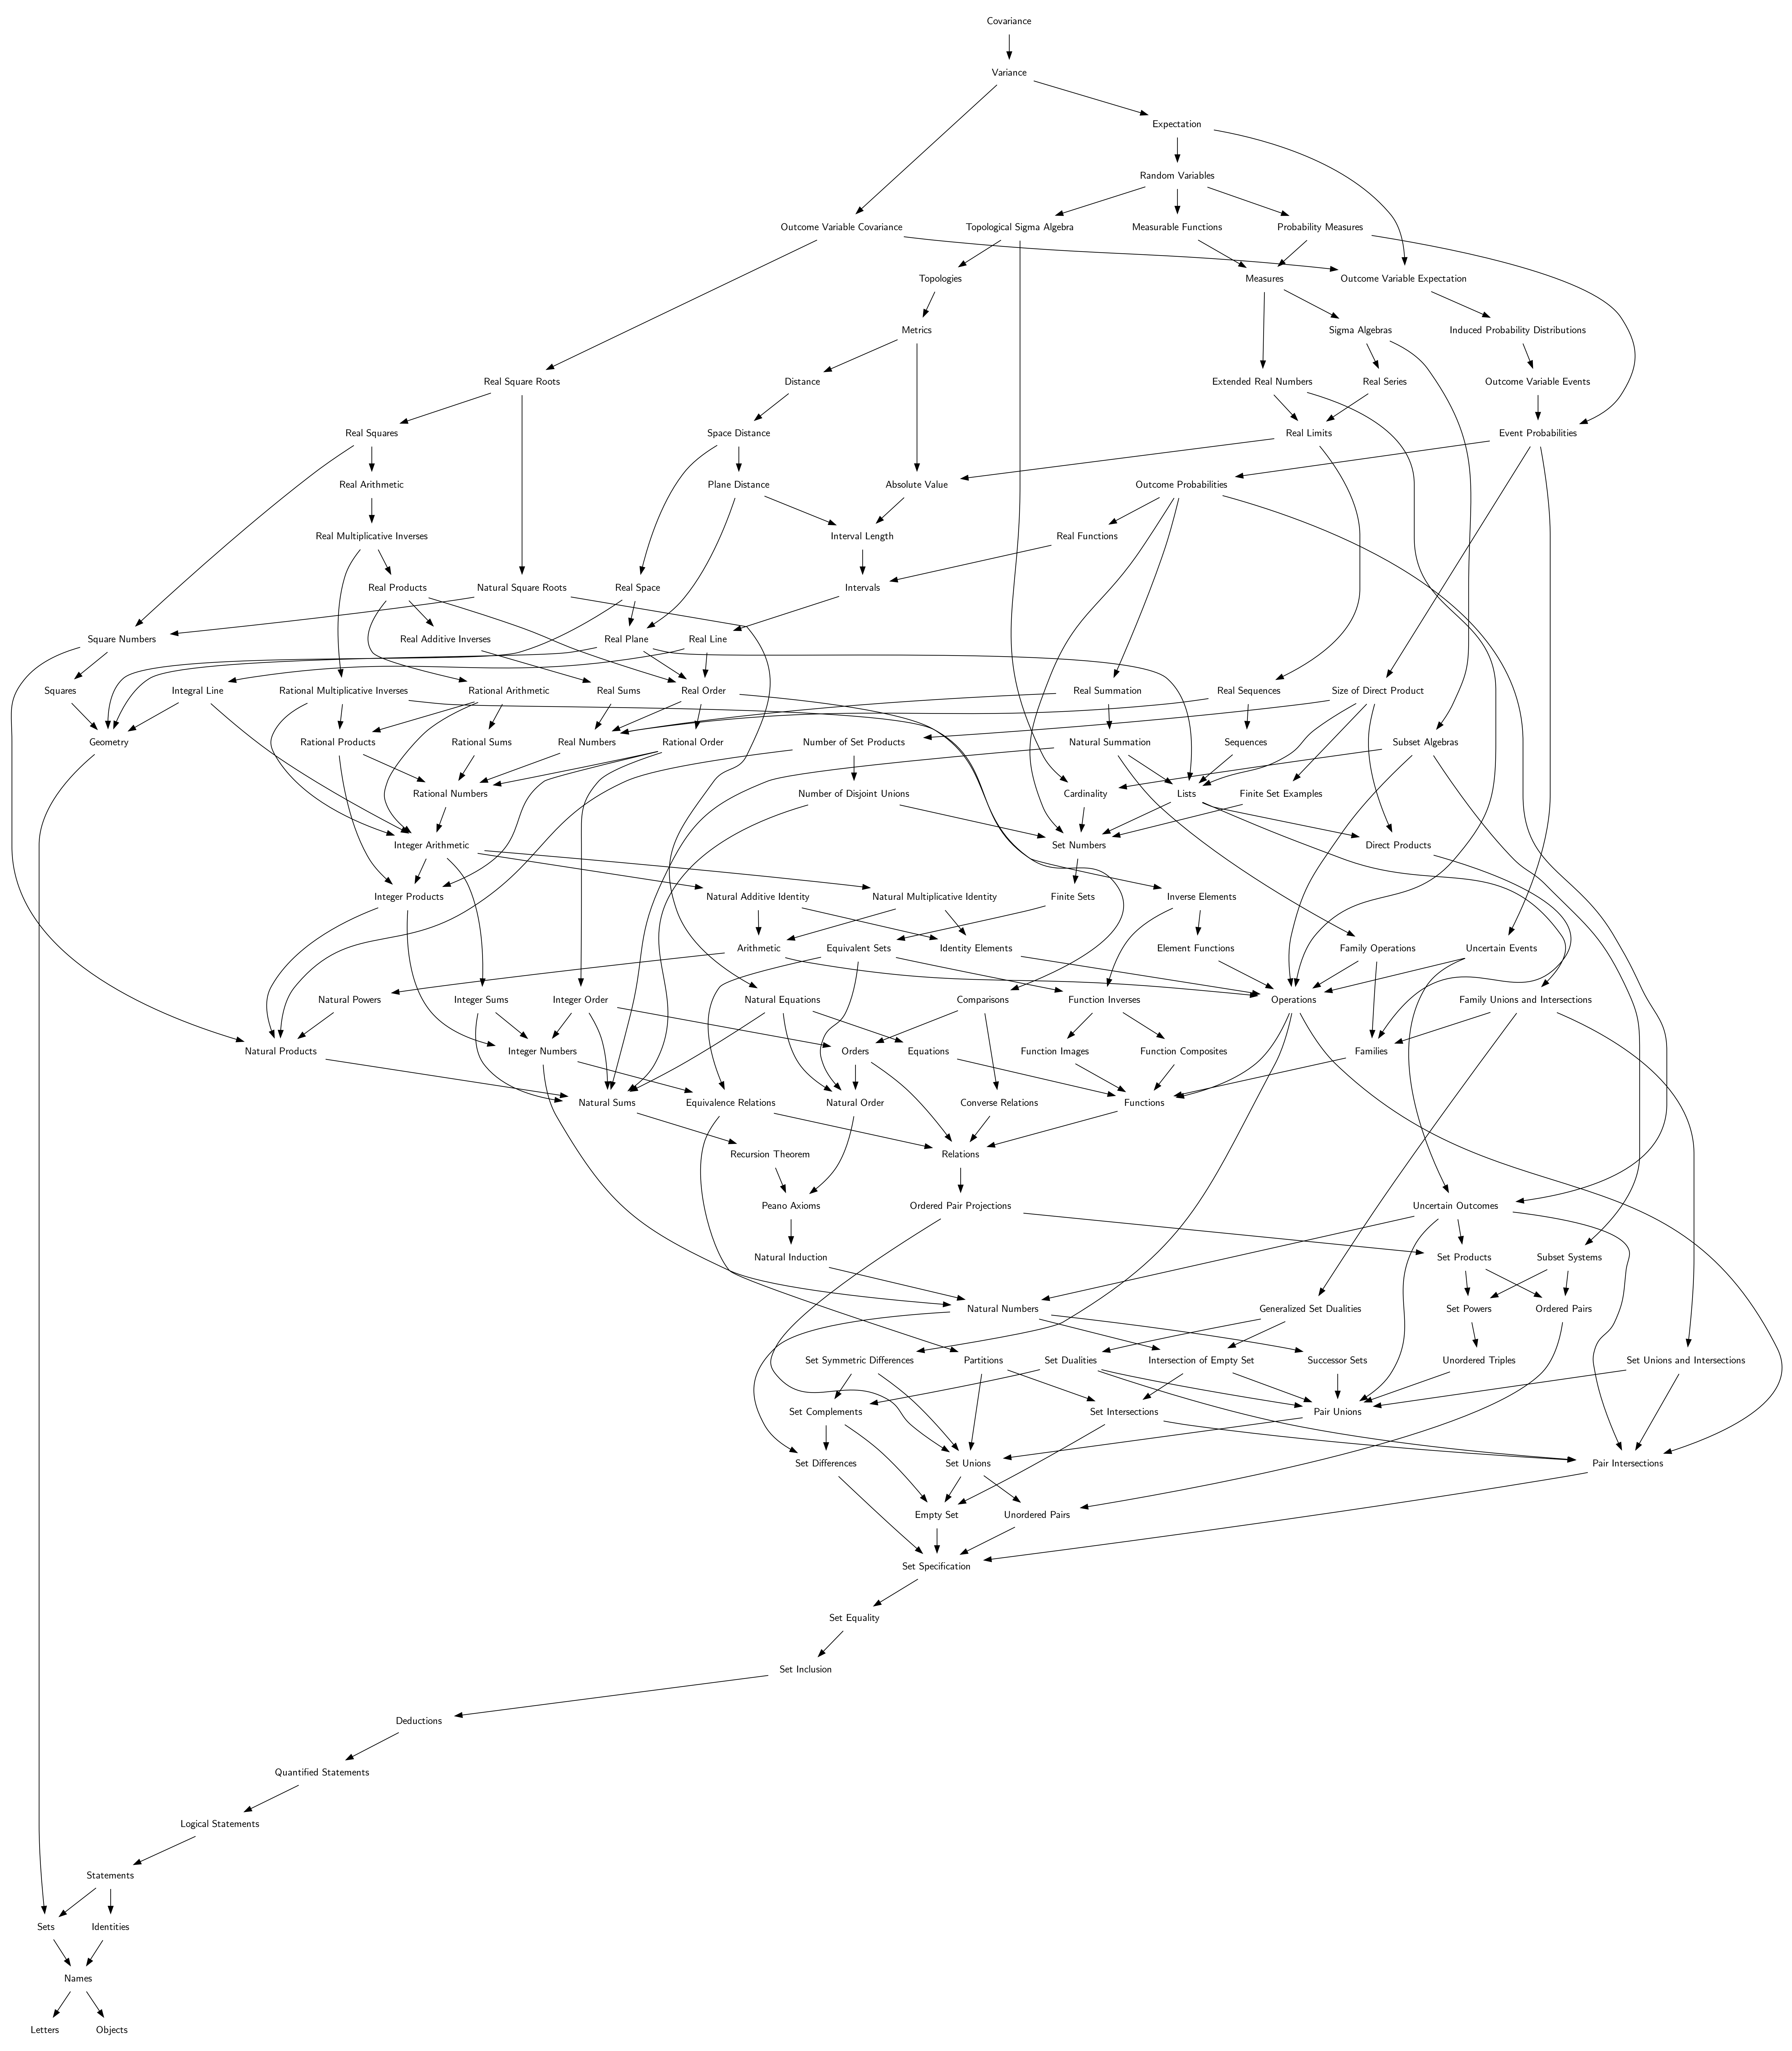 Covariance
Variance
Expectation
Random Variables
Outcome Variable Covariance
Topological Sigma Algebra
Measurable Functions
Probability Measures
Topologies
Measures
Outcome Variable Expectation
Metrics
Sigma Algebras
Induced Probability Distributions
Real Square Roots
Distance
Extended Real Numbers
Real Series
Outcome Variable Events
Real Squares
Space Distance
Real Limits
Event Probabilities
Real Arithmetic
Plane Distance
Absolute Value
Outcome Probabilities
Real Multiplicative Inverses
Interval Length
Real Functions
Real Products
Natural Square Roots
Real Space
Intervals
Square Numbers
Real Additive Inverses
Real Plane
Real Line
Squares
Integral Line
Rational Multiplicative Inverses
Rational Arithmetic
Real Sums
Real Order
Real Summation
Real Sequences
Size of Direct Product
Geometry
Rational Products
Rational Sums
Real Numbers
Rational Order
Number of Set Products
Natural Summation
Sequences
Subset Algebras
Rational Numbers
Number of Disjoint Unions
Cardinality
Lists
Finite Set Examples
Integer Arithmetic
Set Numbers
Direct Products
Integer Products
Natural Additive Identity
Natural Multiplicative Identity
Finite Sets
Inverse Elements
Arithmetic
Equivalent Sets
Identity Elements
Element Functions
Family Operations
Uncertain Events
Natural Powers
Integer Sums
Integer Order
Natural Equations
Comparisons
Function Inverses
Operations
Family Unions and Intersections
Natural Products
Integer Numbers
Orders
Equations
Function Images
Function Composites
Families
Natural Sums
Equivalence Relations
Natural Order
Converse Relations
Functions
Recursion Theorem
Relations
Peano Axioms
Ordered Pair Projections
Uncertain Outcomes
Natural Induction
Set Products
Subset Systems
Natural Numbers
Generalized Set Dualities
Set Powers
Ordered Pairs
Set Symmetric Differences
Partitions
Set Dualities
Intersection of Empty Set
Successor Sets
Unordered Triples
Set Unions and Intersections
Set Complements
Set Intersections
Pair Unions
Set Differences
Set Unions
Pair Intersections
Empty Set
Unordered Pairs
Set Specification
Set Equality
Set Inclusion
Deductions
Quantified Statements
Logical Statements
Statements
Sets
Identities
Names
Letters
Objects